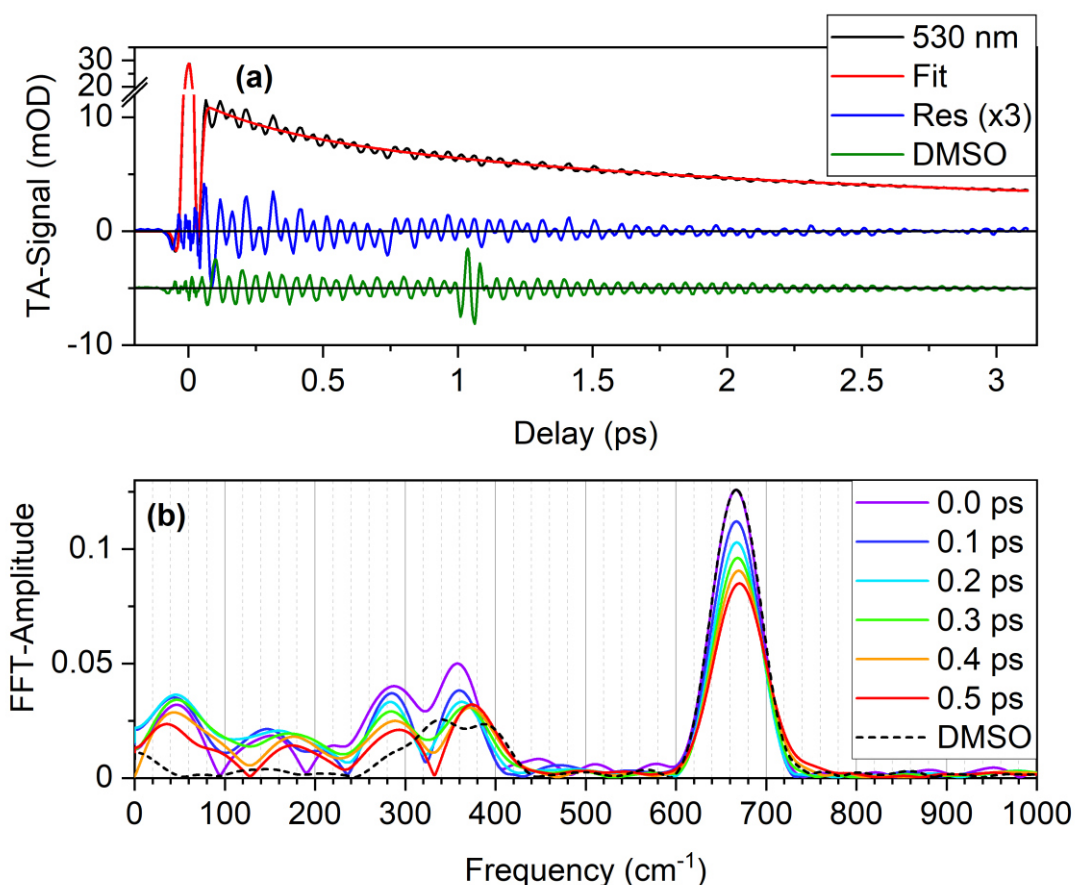 30
20
10
0
-10
TA-Signal (mOD)
(a)
530 nm
Fit
Res (x3)
DMSO
0 0.5 1 1.5 2 2.5 3
Delay (ps)
0.1
0.05
0
FFT-Amplitude
(b)
0.0 ps
0.1 ps
0.2 ps
0.3 ps
0.4 ps
0.5 ps
DMSO
0 100 200 300 400 500 600 700 800 900 1000
Frequency (cm⁻¹)